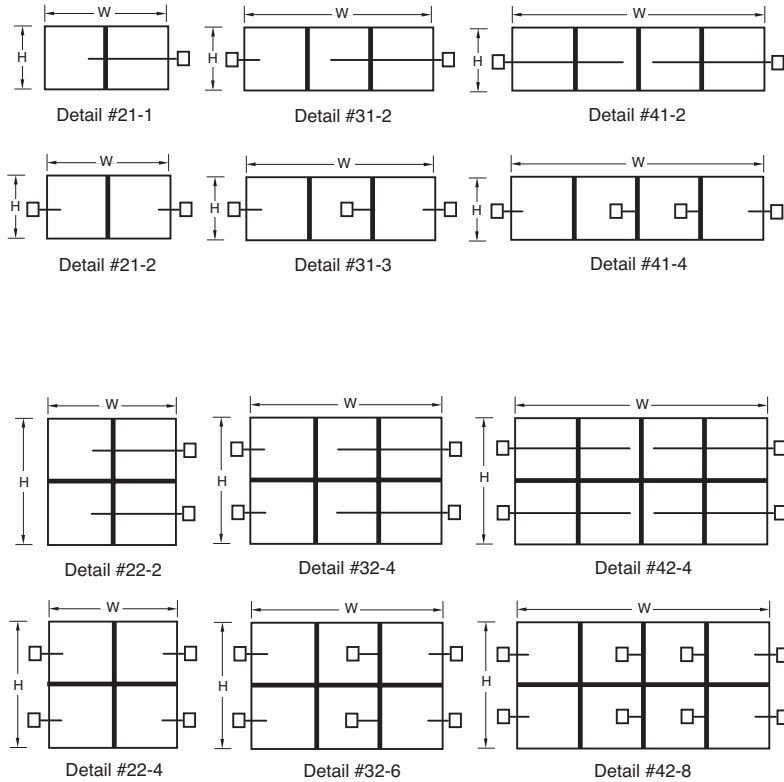 W W W
H H H
Detail #21-1 Detail #31-2 Detail #41-2
W W W
H H H
Detail #21-2 Detail #31-3 Detail #41-4
W W W
H H H
Detail #22-2 Detail #32-4 Detail #42-4
W W W
H H H
Detail #22-4 Detail #32-6 Detail #42-8